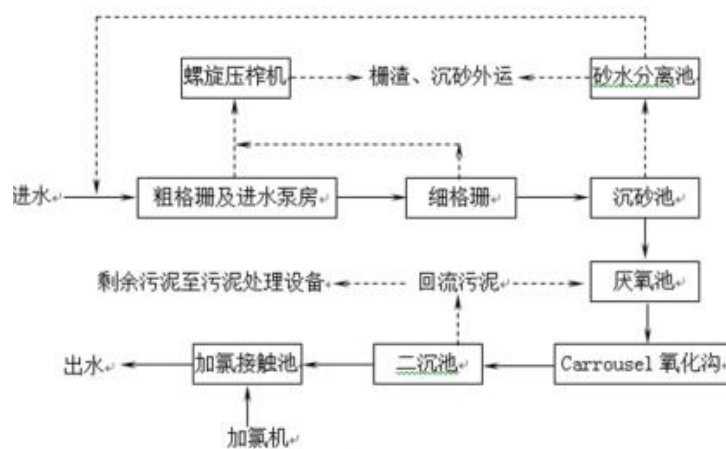 螺旋压榨机
栅渣、沉砂外运
砂水分离池
进水
粗格珊及进水泵房
细格珊
沉砂池
剩余污泥至污泥处理设备
回流污泥
厌氧池
出水
加氯接触池
二沉池
Carrousel 氧化沟
加氯机